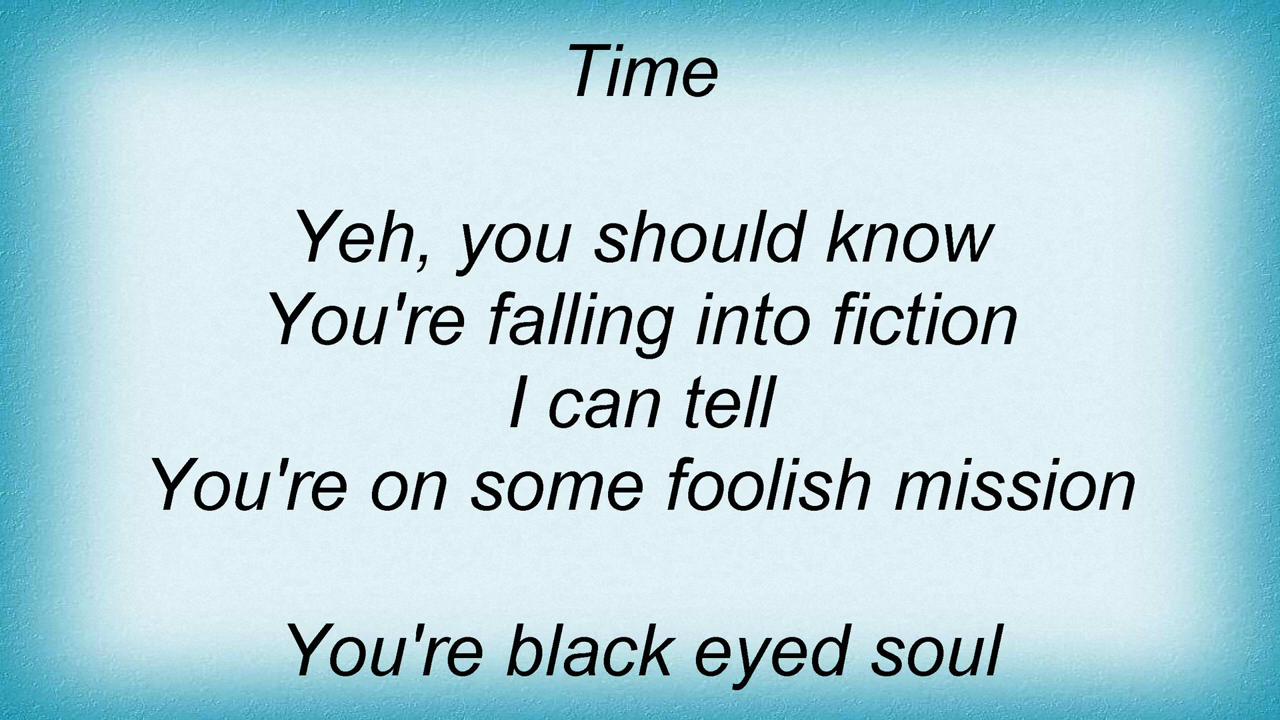 Time
Yeh, you should know
You're falling into fiction
I can tell
You're on some foolish mission
You're black eyed soul